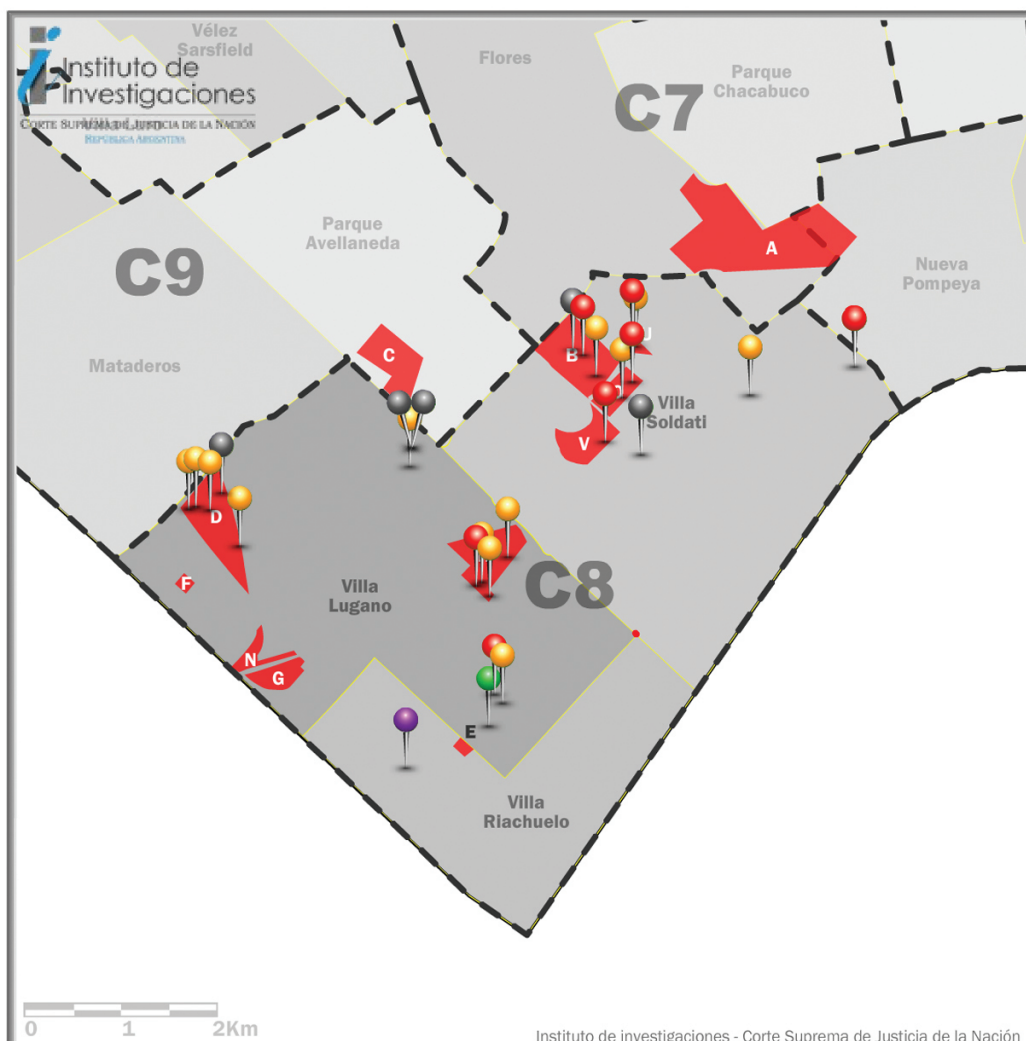 Vélez
Sarsfield
Instituto de
Investigaciones
CORTE SUPREMA DE JUSTICIA DE LA NACIÓN
REPÚBLICA ARGENTINA
Flores
Parque
Chacabuco
C7
Parque
Avellaneda
A
C9
Nueva
Pompeya
Mataderos
C
B
J
Villa
Soldati
V
D
F
Villa
Lugano
C8
N
G
E
Villa
Riachuelo
0 1 2Km
Instituto de investigaciones - Corte Suprema de Justicia de la Nación